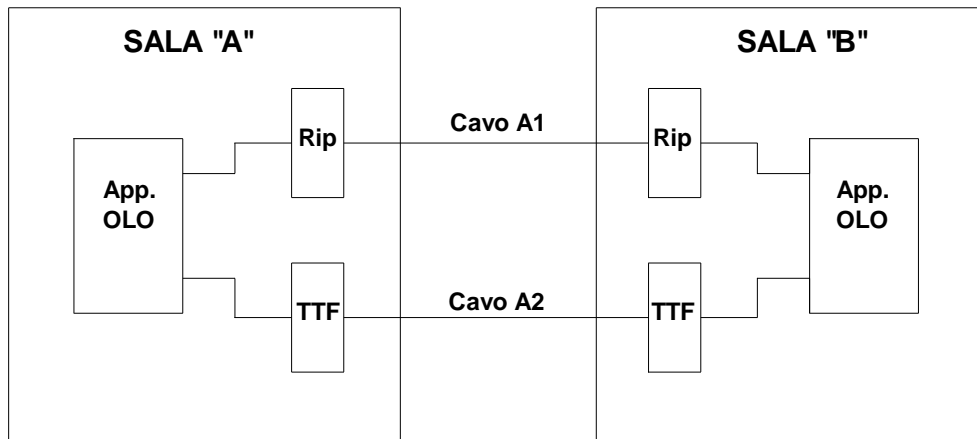 SALA "A"
SALA "B"
Rip
Cavo A1
Rip
App.
OLO
App.
OLO
TTF
Cavo A2
TTF